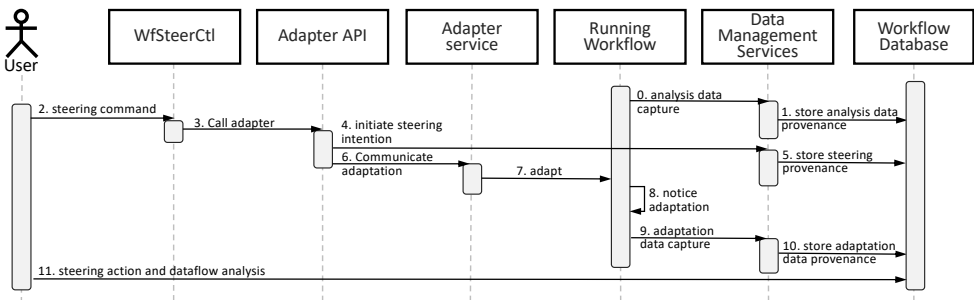 User
WfSteerCtl
Adapter API
Adapter
service
Running
Workflow
Data
Management
Services
Workflow
Database
2. steering command
3. Call adapter
0. analysis data
capture
1. store analysis data
provenance
4. initiate steering
intention
5. store steering
provenance
6. Communicate
adaptation
7. adapt
8. notice
adaptation
9. adaptation
data capture
10. store adaptation
data provenance
11. steering action and dataflow analysis